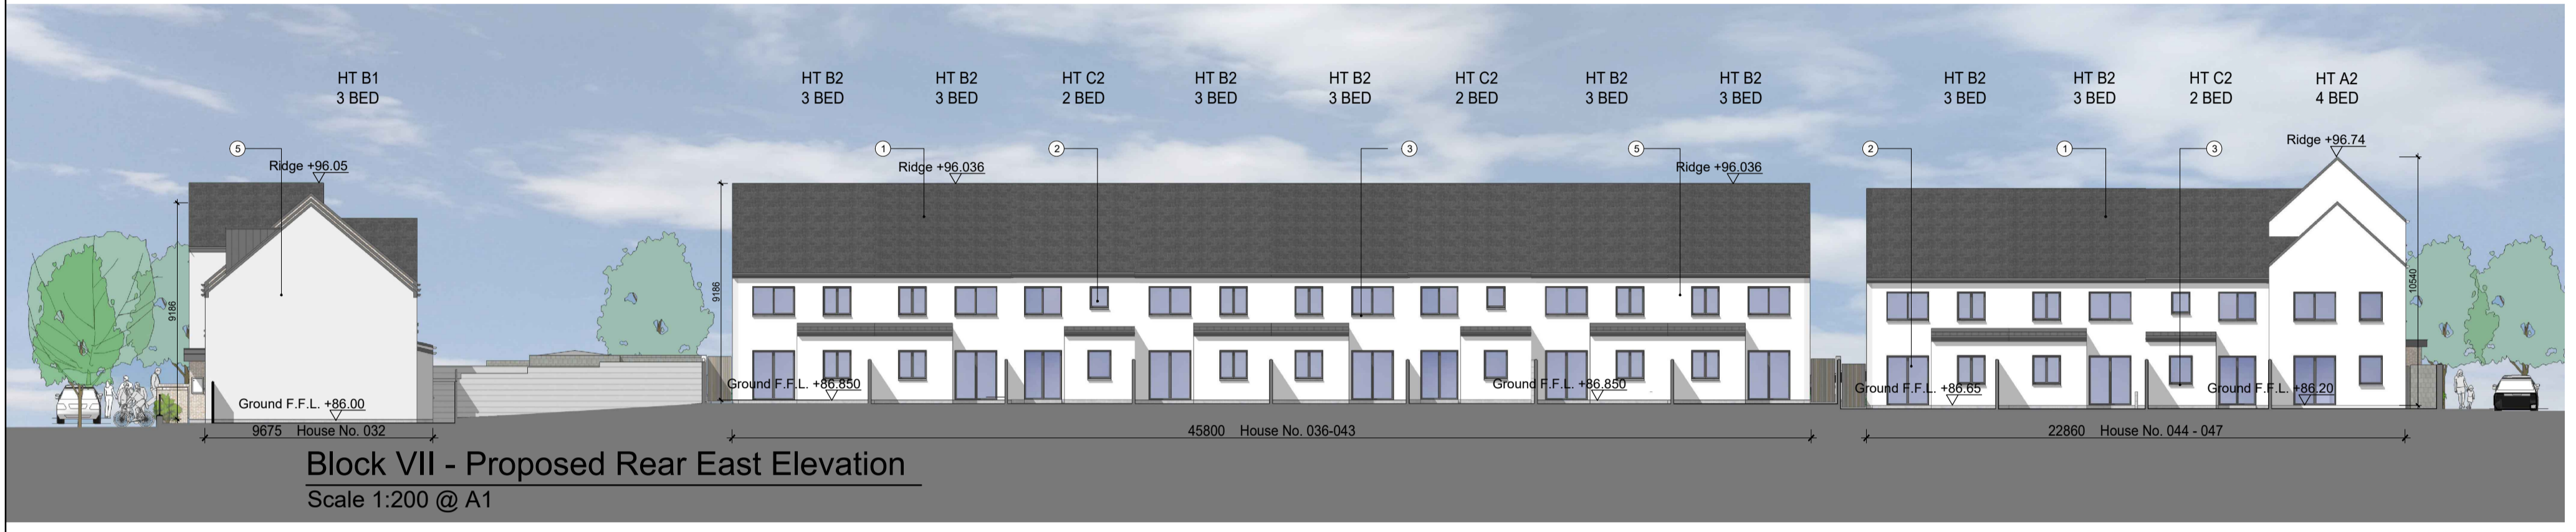 HT B1
3 BED
HT B2
3 BED
HT B2
3 BED
HT C2
2 BED
HT B2
3 BED
HT B2
3 BED
HT C2
2 BED
HT B2
3 BED
HT B2
3 BED
HT B2
3 BED
HT B2
3 BED
HT C2
2 BED
HT A2
4 BED
5
1
2
3
5
2
1
3
Ridge +96.05
Ridge +96.036
Ridge +96.036
Ridge +96.74
9186
9186
10540
Ground F.F.L. +86.00
Ground F.F.L. +86.850
Ground F.F.L. +86.850
Ground F.F.L. +86.65
Ground F.F.L. +86.20
9675 House No. 032
45800 House No. 036-043
22860 House No. 044 - 047
Block VII - Proposed Rear East Elevation
Scale 1:200 @ A1